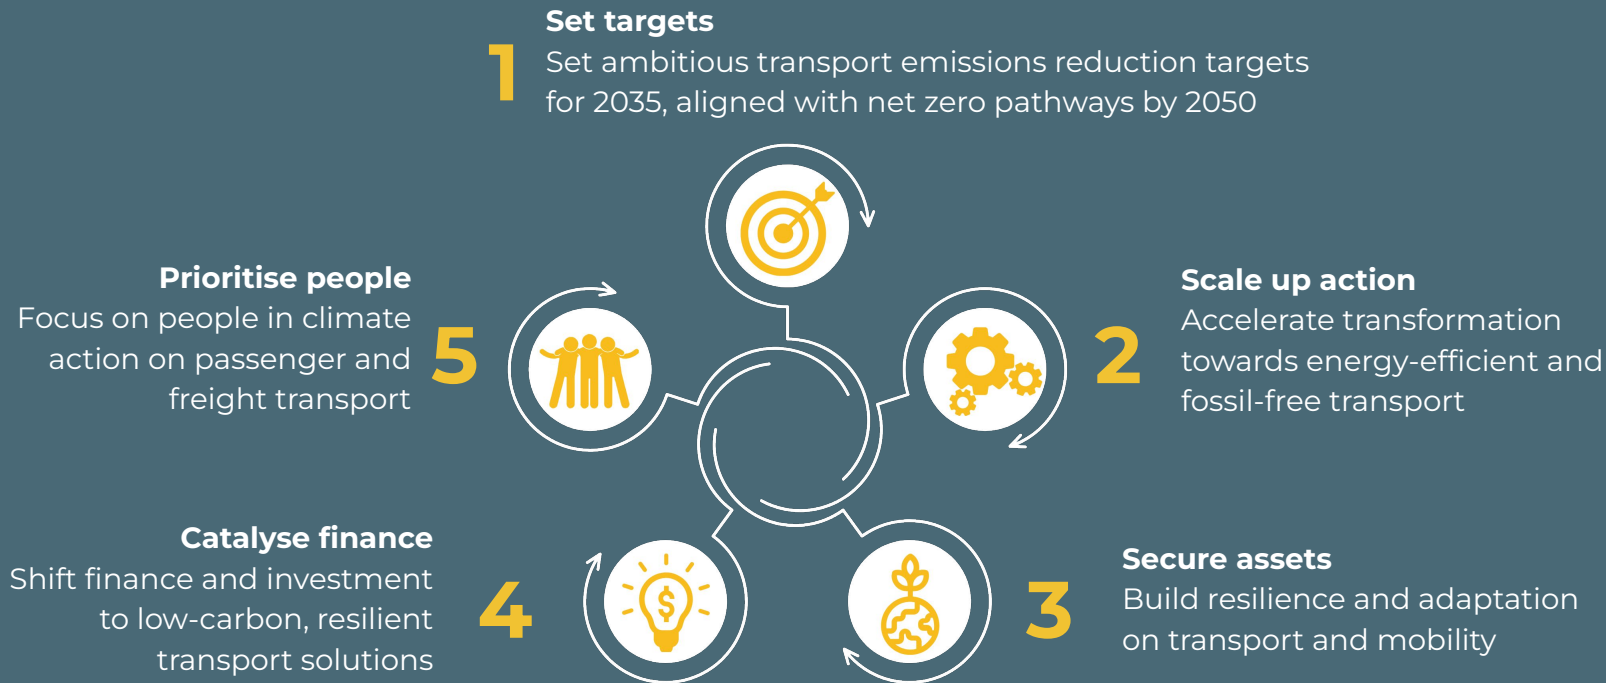 1
Set targets
Set ambitious transport emissions reduction targets
for 2035, aligned with net zero pathways by 2050
2
Scale up action
Accelerate transformation
towards energy-efficient and
fossil-free transport
3
Secure assets
Build resilience and adaptation
on transport and mobility
4
Catalyse finance
Shift finance and investment
to low-carbon, resilient
transport solutions
$
5
Prioritise people
Focus on people in climate
action on passenger and
freight transport